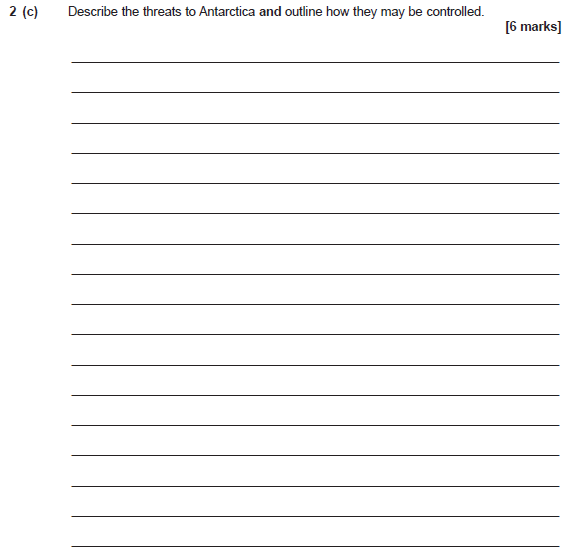 2 (c) Describe the threats to Antarctica and outline how they may be controlled.
[6 marks]